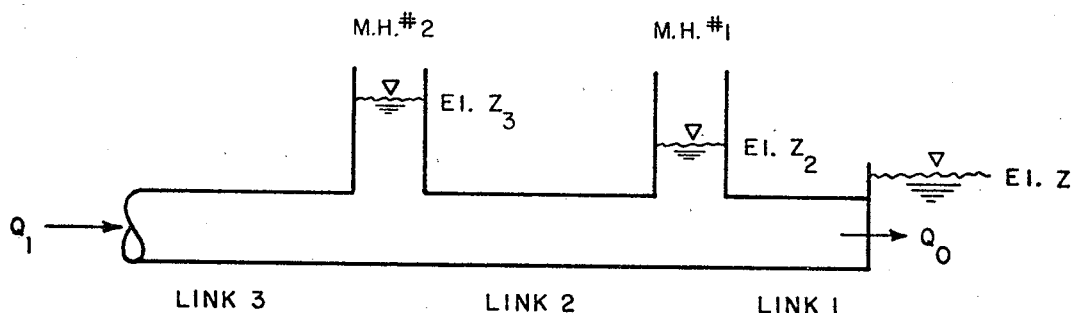 M.H.#2
M.H.#1
El. Z3
El. Z2
El. Z
Q1
Q0
LINK 3
LINK 2
LINK 1